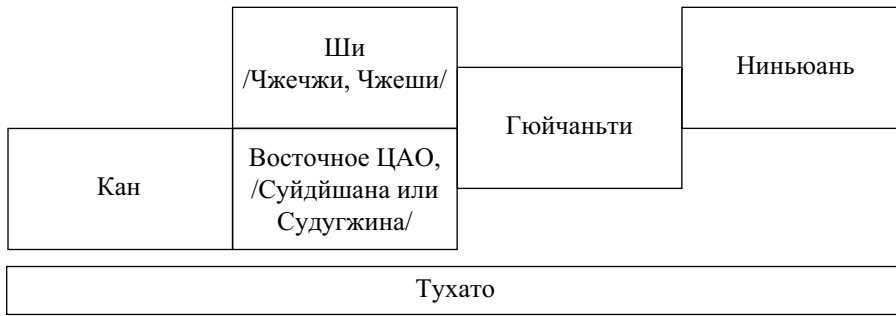 Ши
/Чжечжи, Чжеши/
Ниньюань
Гюйчаньти
Кан
Восточное ЦАО,
/Суйдйшана или
Судугжина/
Тухато